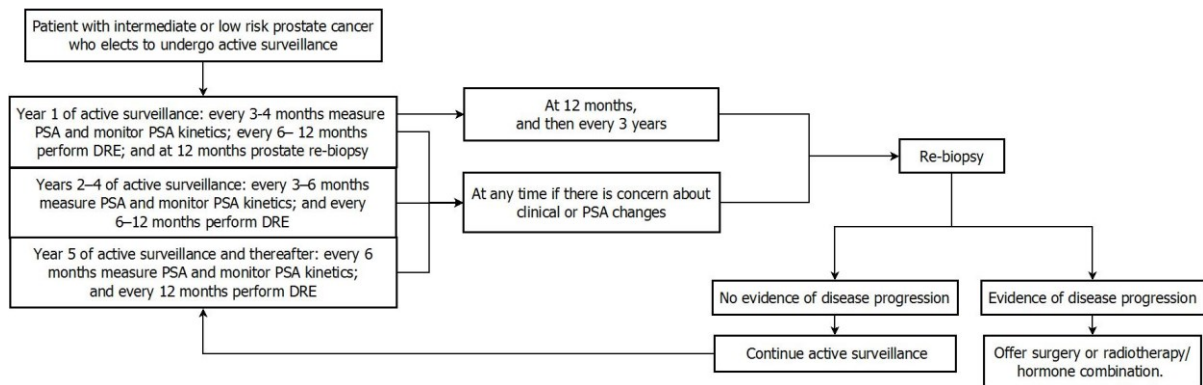 Patient with intermediate or low risk prostate cancer
who elects to undergo active surveillance
Year 1 of active surveillance: every 3-4 months measure
PSA and monitor PSA kinetics; every 6– 12 months
perform DRE; and at 12 months prostate re-biopsy
Years 2–4 of active surveillance: every 3–6 months
measure PSA and monitor PSA kinetics; and every
6–12 months perform DRE
Year 5 of active surveillance and thereafter: every 6
months measure PSA and monitor PSA kinetics;
and every 12 months perform DRE
At 12 months,
and then every 3 years
At any time if there is concern about
clinical or PSA changes
Re-biopsy
No evidence of disease progression
Evidence of disease progression
Continue active surveillance
Offer surgery or radiotherapy/
hormone combination.